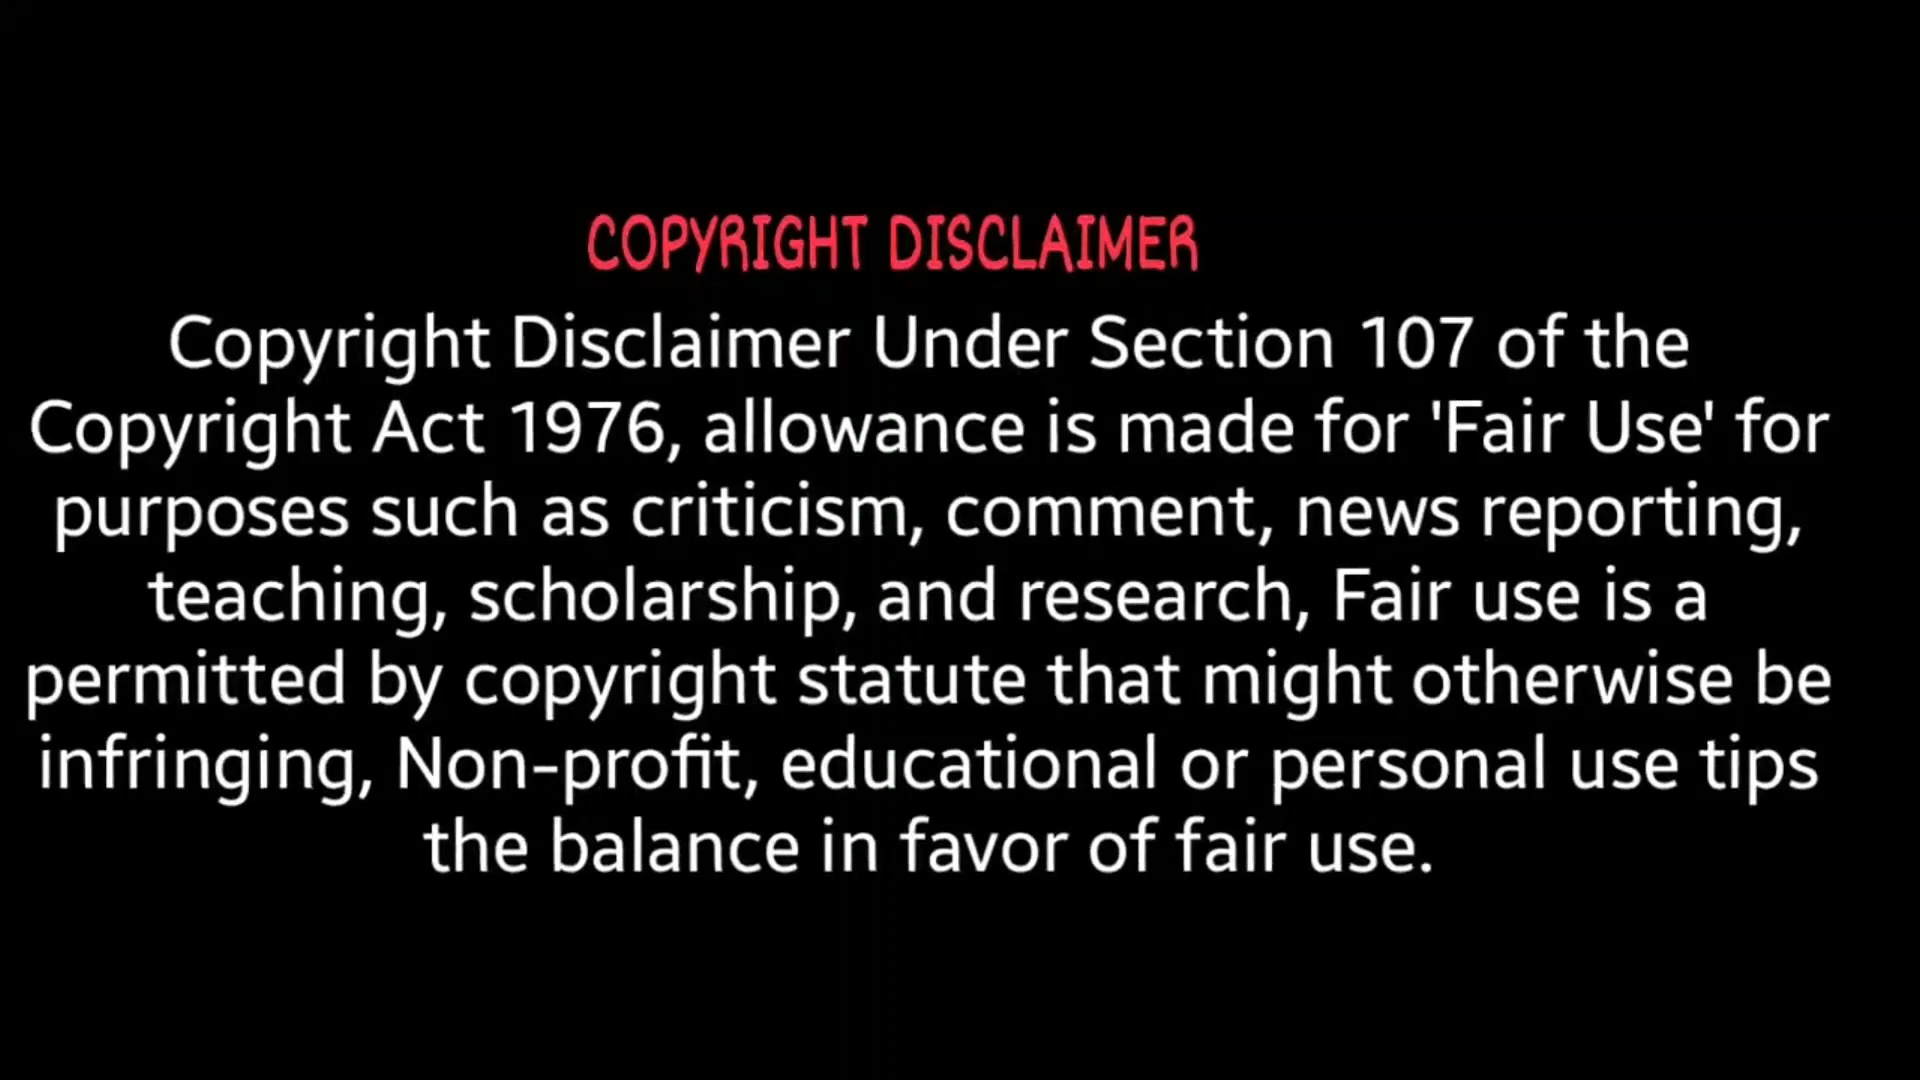 COPYRIGHT DISCLAIMER
Copyright Disclaimer Under Section 107 of the
Copyright Act 1976, allowance is made for 'Fair Use' for
purposes such as criticism, comment, news reporting,
teaching, scholarship, and research, Fair use is a
permitted by copyright statute that might otherwise be
infringing, Non-profit, educational or personal use tips
the balance in favor of fair use.